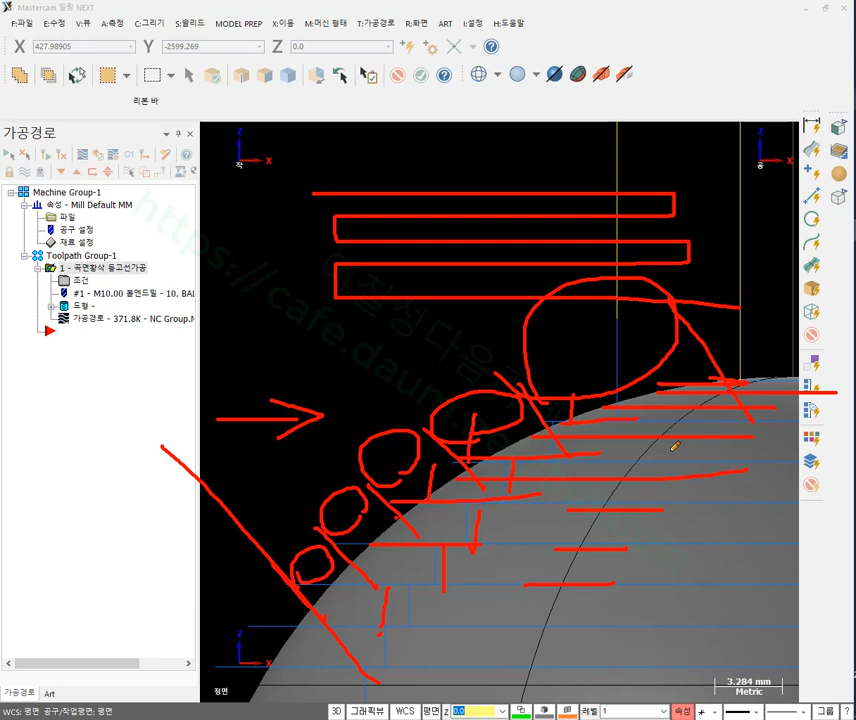 Mastercam 밀링 NEXT
F:파일 E:수정 V:뷰 A:측정 C:그리기 S:솔리드 MODEL PREP X:이동 M:머신 형태 T:가공경로 R:화면 ART I:설정 H:도움말
X 427.98905 Y -2599.269 Z 0.0
리본 바
가공경로
Machine Group-1
속성 - Mill Default MM
파일
공구 설정
재료 설정
Toolpath Group-1
1 - 곡면황삭 등고선가공
조건
#1 - M10.00 볼엔드밀 - 10. BAL
도형 -
가공경로 - 371.8K - NC Group.N
Z
X
Z
X
Z
X
정면
3.284 mm
Metric
가공경로 Art
WCS: 평면 공구/작업평면: 평면
3D 그래픽뷰 WCS 평면 Z 0.0 레벨 1 속성 그룹 ?
https://cafe.daum.net/